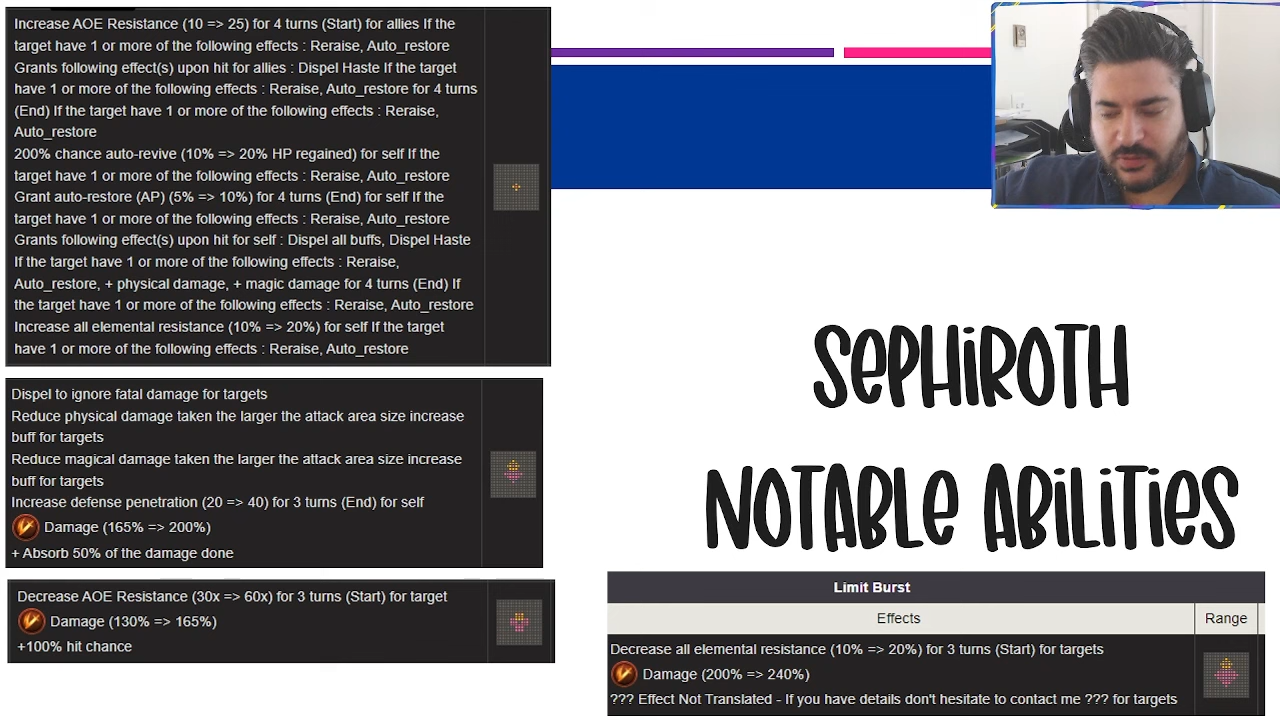 Increase AOE Resistance (10 => 25) for 4 turns (Start) for allies If the
target have 1 or more of the following effects : Reraise, Auto_restore
Grants following effect(s) upon hit for allies : Dispel Haste If the target
have 1 or more of the following effects : Reraise, Auto_restore for 4 turns
(End) If the target have 1 or more of the following effects : Reraise,
Auto_restore
200% chance auto-revive (10% => 20% HP regained) for self If the
target have 1 or more of the following effects : Reraise, Auto_restore
Grant auto-restore (AP) (5% => 10%) for 4 turns (End) for self If the
target have 1 or more of the following effects : Reraise, Auto_restore
Grants following effect(s) upon hit for self : Dispel all buffs, Dispel Haste
If the target have 1 or more of the following effects : Reraise,
Auto_restore, + physical damage, + magic damage for 4 turns (End) If
the target have 1 or more of the following effects : Reraise, Auto_restore
Increase all elemental resistance (10% => 20%) for self If the target
have 1 or more of the following effects : Reraise, Auto_restore
Dispel to ignore fatal damage for targets
Reduce physical damage taken the larger the attack area size increase
buff for targets
Reduce magical damage taken the larger the attack area size increase
buff for targets
Increase defense penetration (20 => 40) for 3 turns (End) for self
Damage (165% => 200%)
+ Absorb 50% of the damage done
Decrease AOE Resistance (30x => 60x) for 3 turns (Start) for target
Damage (130% => 165%)
+100% hit chance
SePHiROTH
NOTABLe ABiLiTieS
Limit Burst
Effects
Range
Decrease all elemental resistance (10% => 20%) for 3 turns (Start) for targets
Damage (200% => 240%)
??? Effect Not Translated - If you have details don't hesitate to contact me ??? for targets